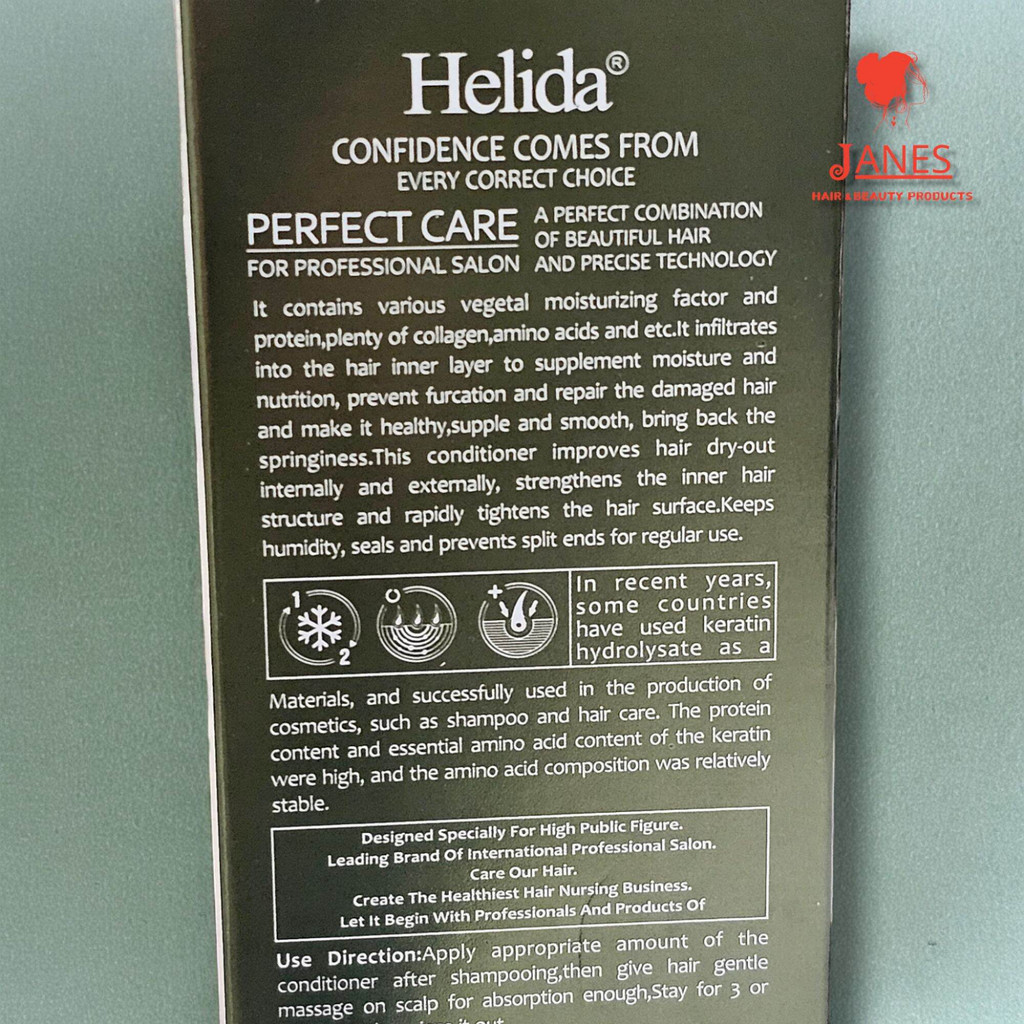 Helida®
CONFIDENCE COMES FROM
EVERY CORRECT CHOICE
PERFECT CARE
FOR PROFESSIONAL SALON
A PERFECT COMBINATION
OF BEAUTIFUL HAIR
AND PRECISE TECHNOLOGY
JANES
HAIR & BEAUTY PRODUCTS
It contains various vegetal moisturizing factor and
protein,plenty of collagen,amino acids and etc.It infiltrates
into the hair inner layer to supplement moisture and
nutrition, prevent furcation and repair the damaged hair
and make it healthy,supple and smooth, bring back the
springiness.This conditioner improves hair dry-out
internally and externally, strengthens the inner hair
structure and rapidly tightens the hair surface.Keeps
humidity, seals and prevents split ends for regular use.
1
2
In recent years,
some countries
have used keratin
hydrolysate as a
Materials, and successfully used in the production of
cosmetics, such as shampoo and hair care. The protein
content and essential amino acid content of the keratin
were high, and the amino acid composition was relatively
stable.
Designed Specially For High Public Figure.
Leading Brand Of International Professional Salon.
Care Our Hair.
Create The Healthiest Hair Nursing Business.
Let It Begin With Professionals And Products Of
Use Direction:Apply appropriate amount of the
conditioner after shampooing,then give hair gentle
massage on scalp for absorption enough,Stay for 3 or
it out